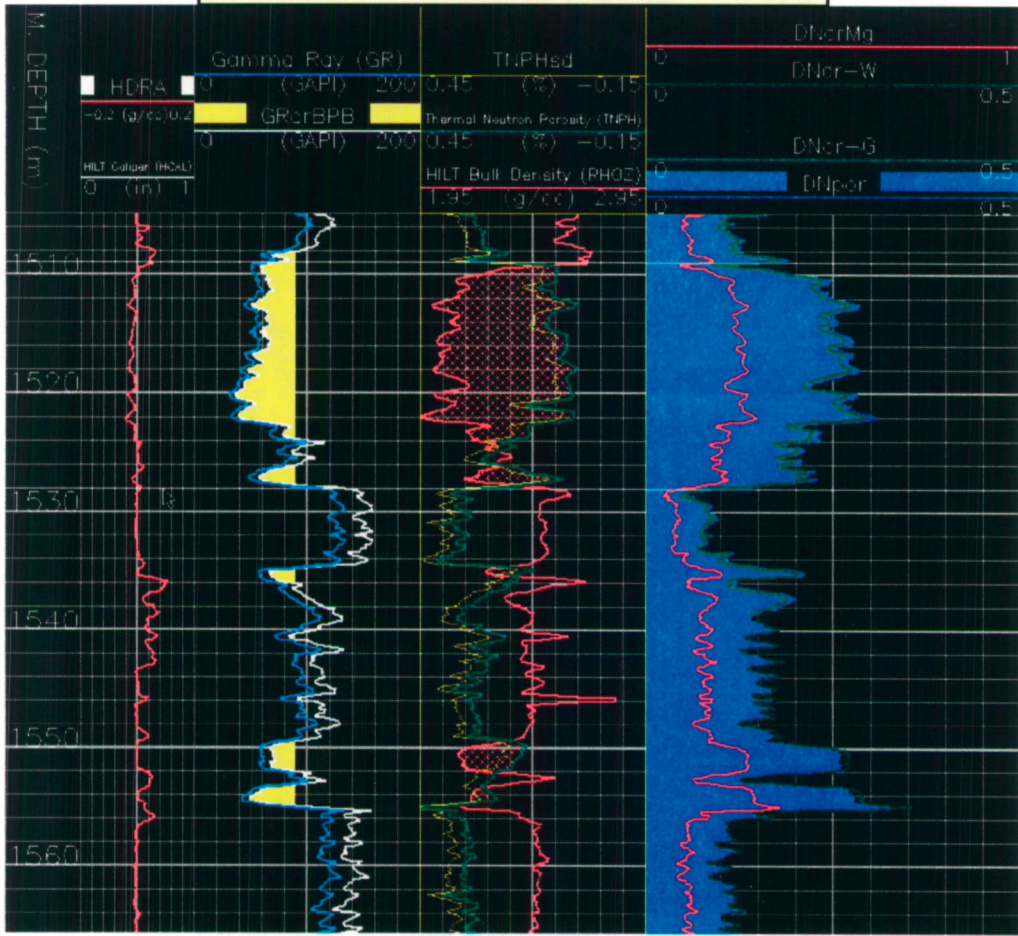 M. DEPTH (m)
HDRA
-0.2 (g/cc) 0.2
HILT Caliper (HCAL)
0 (in) 1
Gamma Ray (GR)
0 (GAPI) 200
GRcrBPB
0 (GAPI) 200
TNPHsd
0.45 (%) -0.15
Thermal Neutron Porosity (TNPH)
0.45 (%) -0.15
HILT Bulk Density (RHOZ)
1.95 (g/cc) 2.95
DNcrMg
0 1
DNcr-W
0 0.5
DNcr-G
0 0.5
DNpor
0 0.5
1510
1520
1530
1540
1550
1560